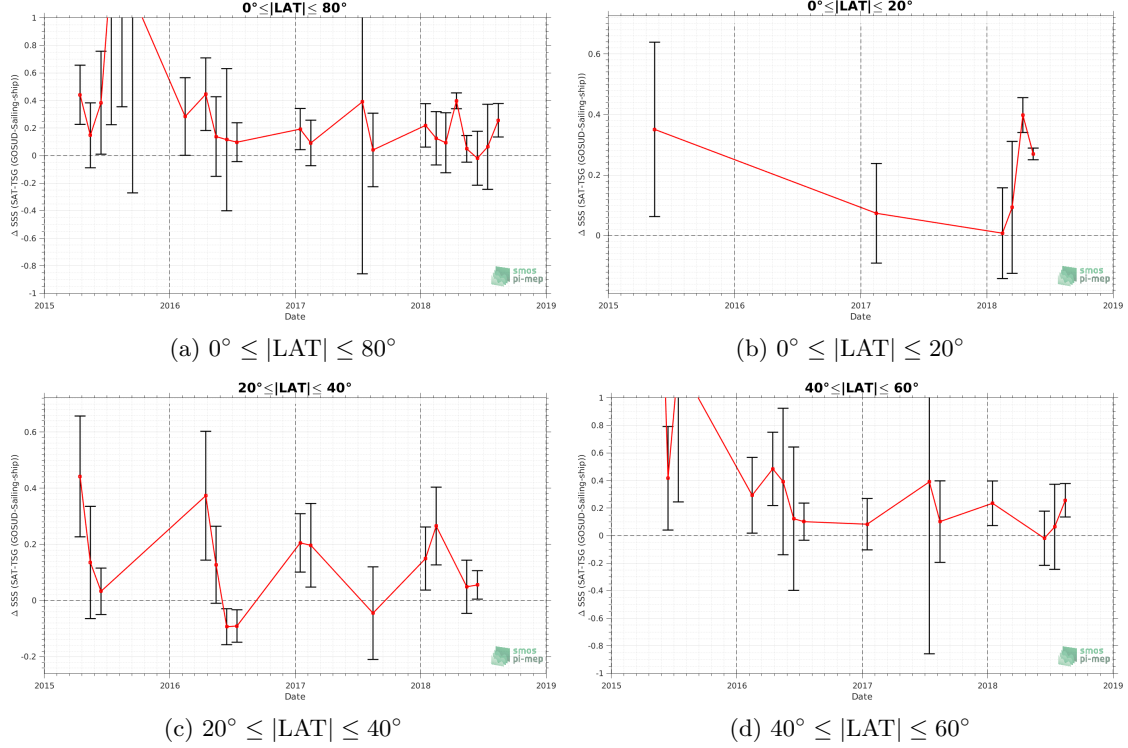 0°≤|LAT|≤ 80°
Δ SSS (SAT-TSG (GOSUD-Sailing-ship))
1
0.8
0.6
0.4
0.2
0
-0.2
-0.4
-0.6
-0.8
-1
2015
2016
2017
2018
2019
Date
smos
pi-mep
(a) 0° ≤ |LAT| ≤ 80°
0°≤|LAT|≤ 20°
Δ SSS (SAT-TSG (GOSUD-Sailing-ship))
0.6
0.4
0.2
0
2015
2016
2017
2018
2019
Date
smos
pi-mep
(b) 0° ≤ |LAT| ≤ 20°
20°≤|LAT|≤ 40°
Δ SSS (SAT-TSG (GOSUD-Sailing-ship))
0.6
0.4
0.2
0
-0.2
2015
2016
2017
2018
2019
Date
smos
pi-mep
(c) 20° ≤ |LAT| ≤ 40°
40°≤|LAT|≤ 60°
Δ SSS (SAT-TSG (GOSUD-Sailing-ship))
1
0.8
0.6
0.4
0.2
0
-0.2
-0.4
-0.6
-0.8
-1
2015
2016
2017
2018
2019
Date
smos
pi-mep
(d) 40° ≤ |LAT| ≤ 60°